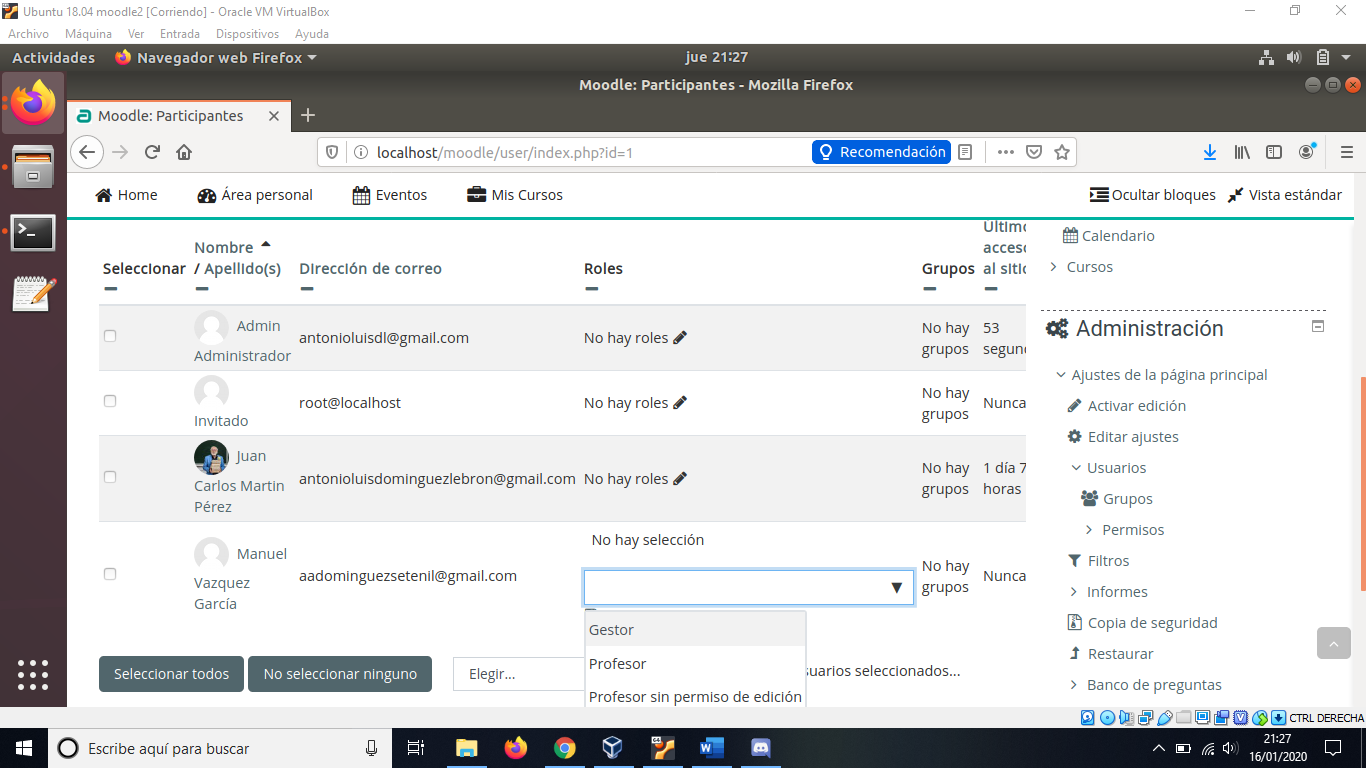 Ubuntu 18.04 moodle2 [Corriendo] - Oracle VM VirtualBox
Archivo Máquina Ver Entrada Dispositivos Ayuda
Actividades Navegador web Firefox jue 21:27
Moodle: Participantes - Mozilla Firefox
Moodle: Participantes
localhost/moodle/user/index.php?id=1 Recomendación
Home Área personal Eventos Mis Cursos Ocultar bloques Vista estándar
Seleccionar Nombre / Apellido(s) Dirección de correo Roles Grupos Último acceso al sitio
Admin Administrador antonioluisdl@gmail.com No hay roles No hay grupos 53 segun
Invitado root@localhost No hay roles No hay grupos Nunca
Juan Carlos Martin Pérez antonioluisdominguezlebron@gmail.com No hay roles No hay grupos 1 día 7 horas
No hay selección
Manuel Vazquez García aadominguezsetenil@gmail.com No hay grupos Nunca
Gestor
Profesor
Profesor sin permiso de edición
Seleccionar todos No seleccionar ninguno Elegir... suarios seleccionados...
Calendario
Cursos
Administración
Ajustes de la página principal
Activar edición
Editar ajustes
Usuarios
Grupos
Permisos
Filtros
Informes
Copia de seguridad
Restaurar
Banco de preguntas
CTRL DERECHA
Escribe aquí para buscar
21:27
16/01/2020